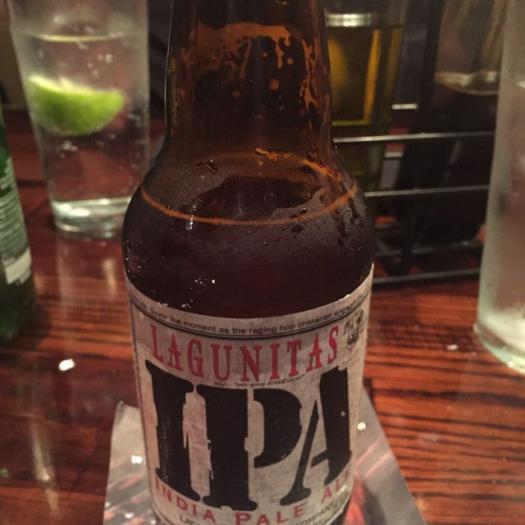 savor the moment as the raging hop character
LAGUNITAS
IPA
INDIA PALE ALE